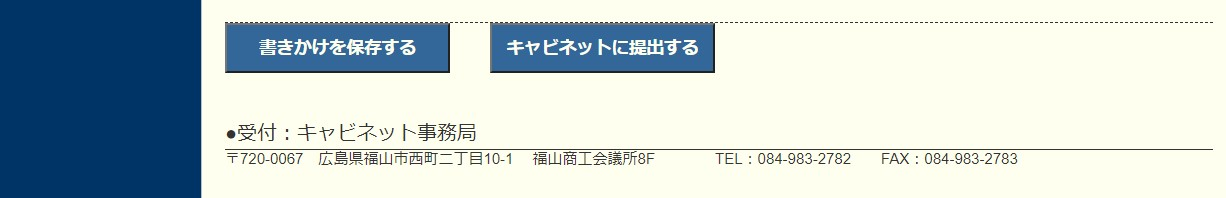 書きかけを保存する　キャビネットに提出する
●受付：キャビネット事務局
〒720-0067　広島県福山市西町二丁目10-1　福山商工会議所8F　TEL：084-983-2782　FAX：084-983-2783